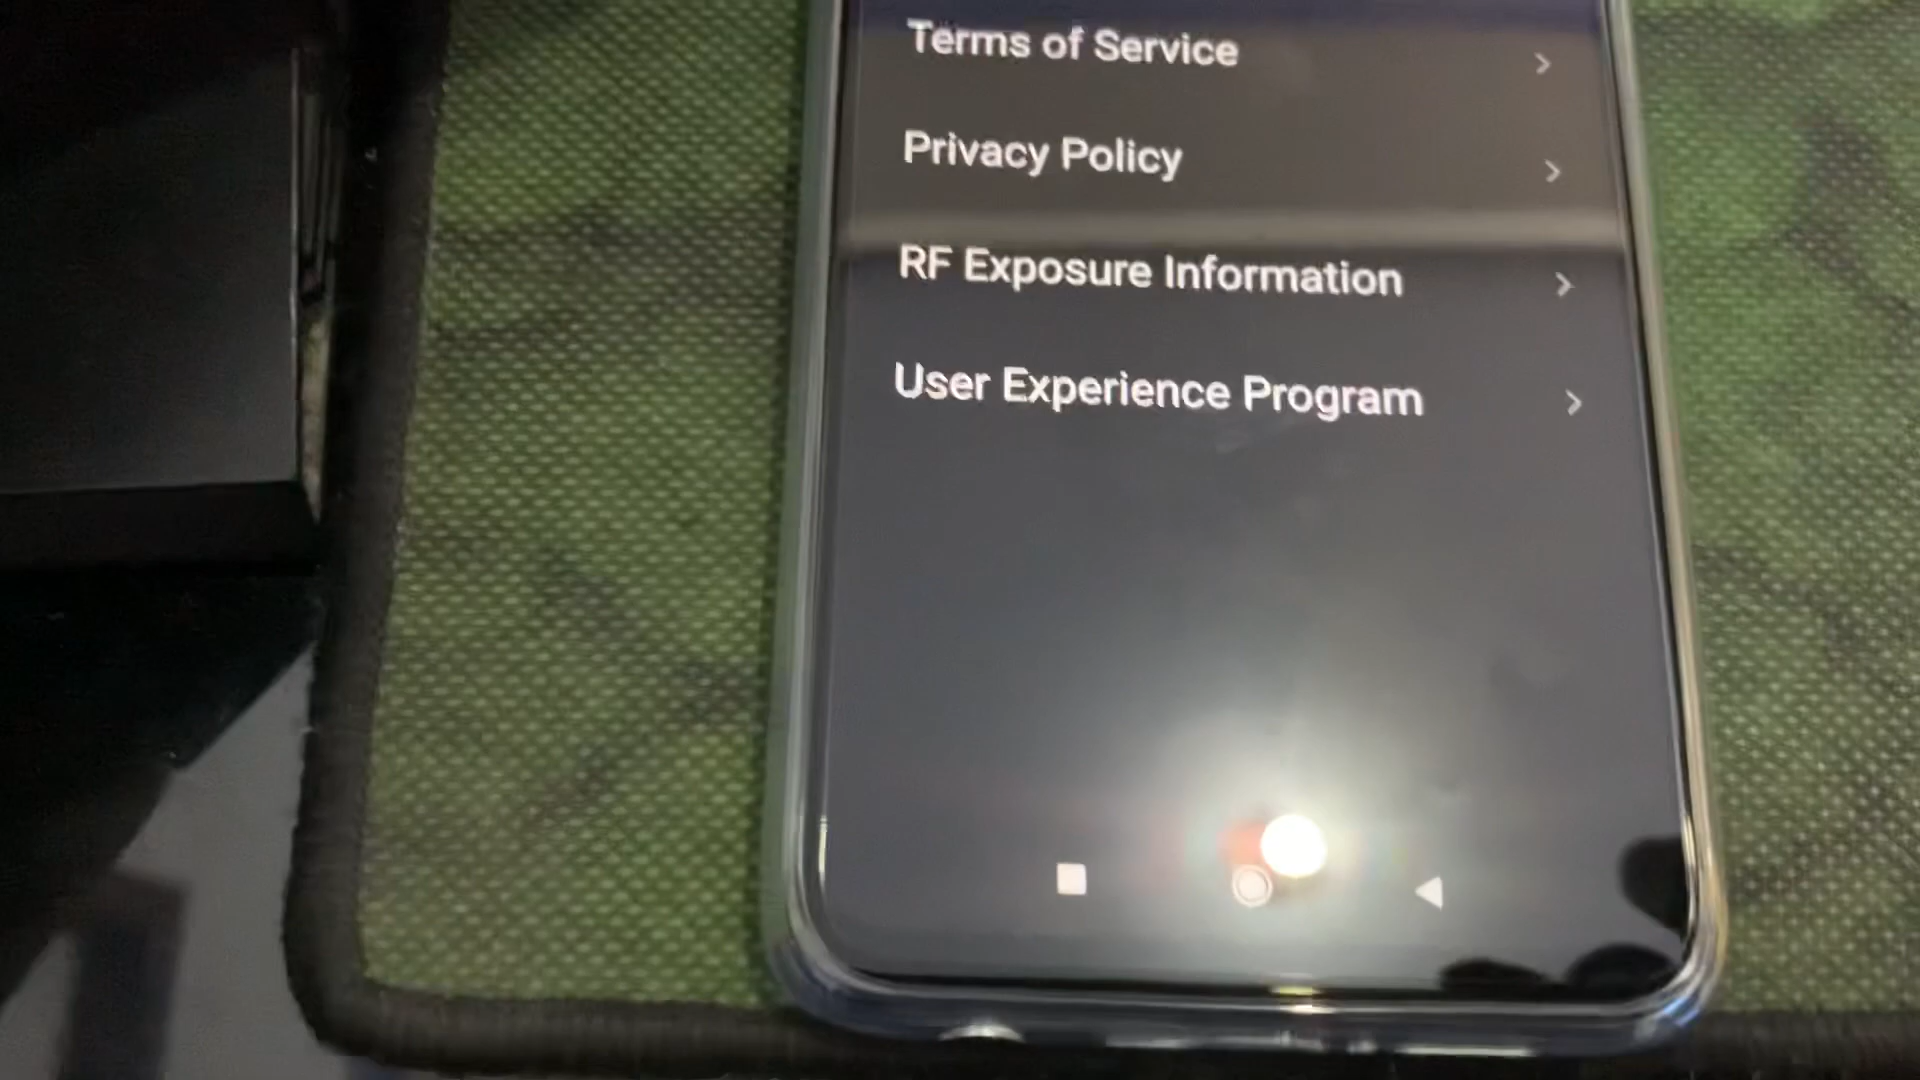 Terms of Service
Privacy Policy
RF Exposure Information
User Experience Program